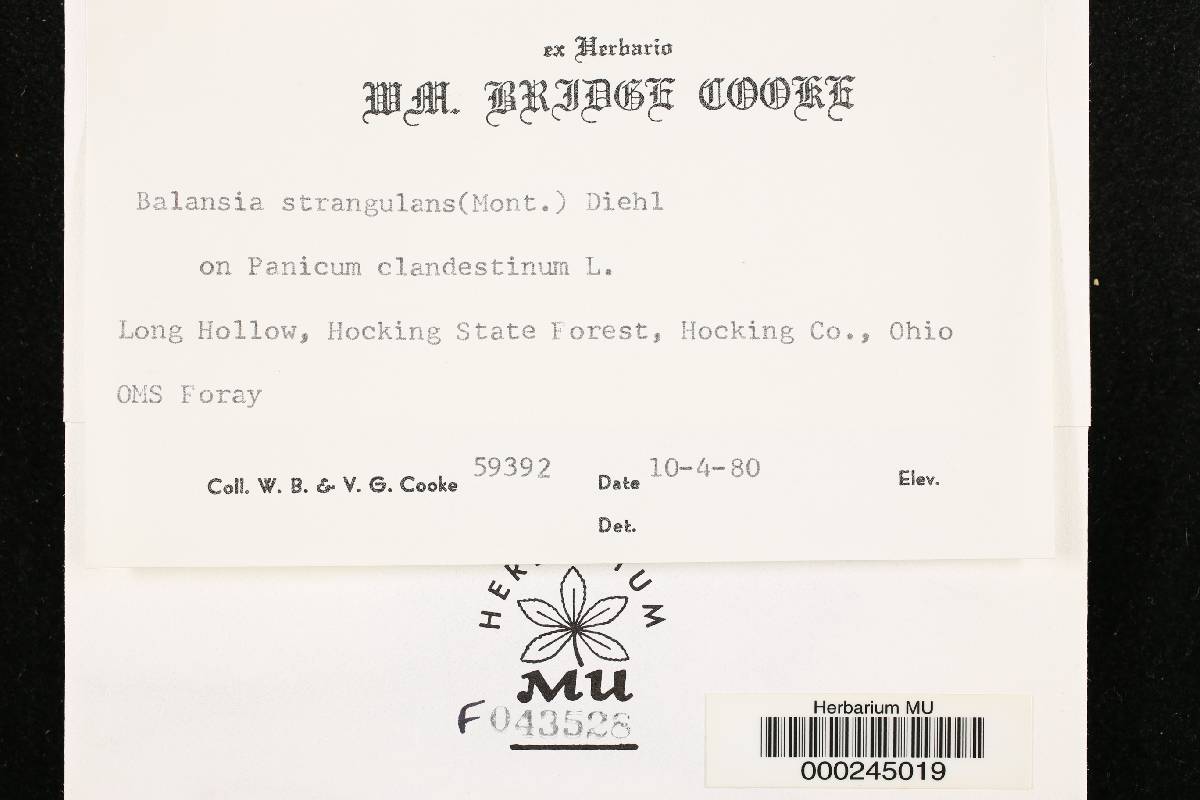 ex Herbario
WM. BRIDGE COOKE
Balansia strangulans(Mont.) Diehl
on Panicum clandestinum L.
Long Hollow, Hocking State Forest, Hocking Co., Ohio
OMS Foray
Coll. W. B. & V. G. Cooke 59392 Date 10-4-80 Elev.
Det.
MU
F043528
Herbarium MU
000245019